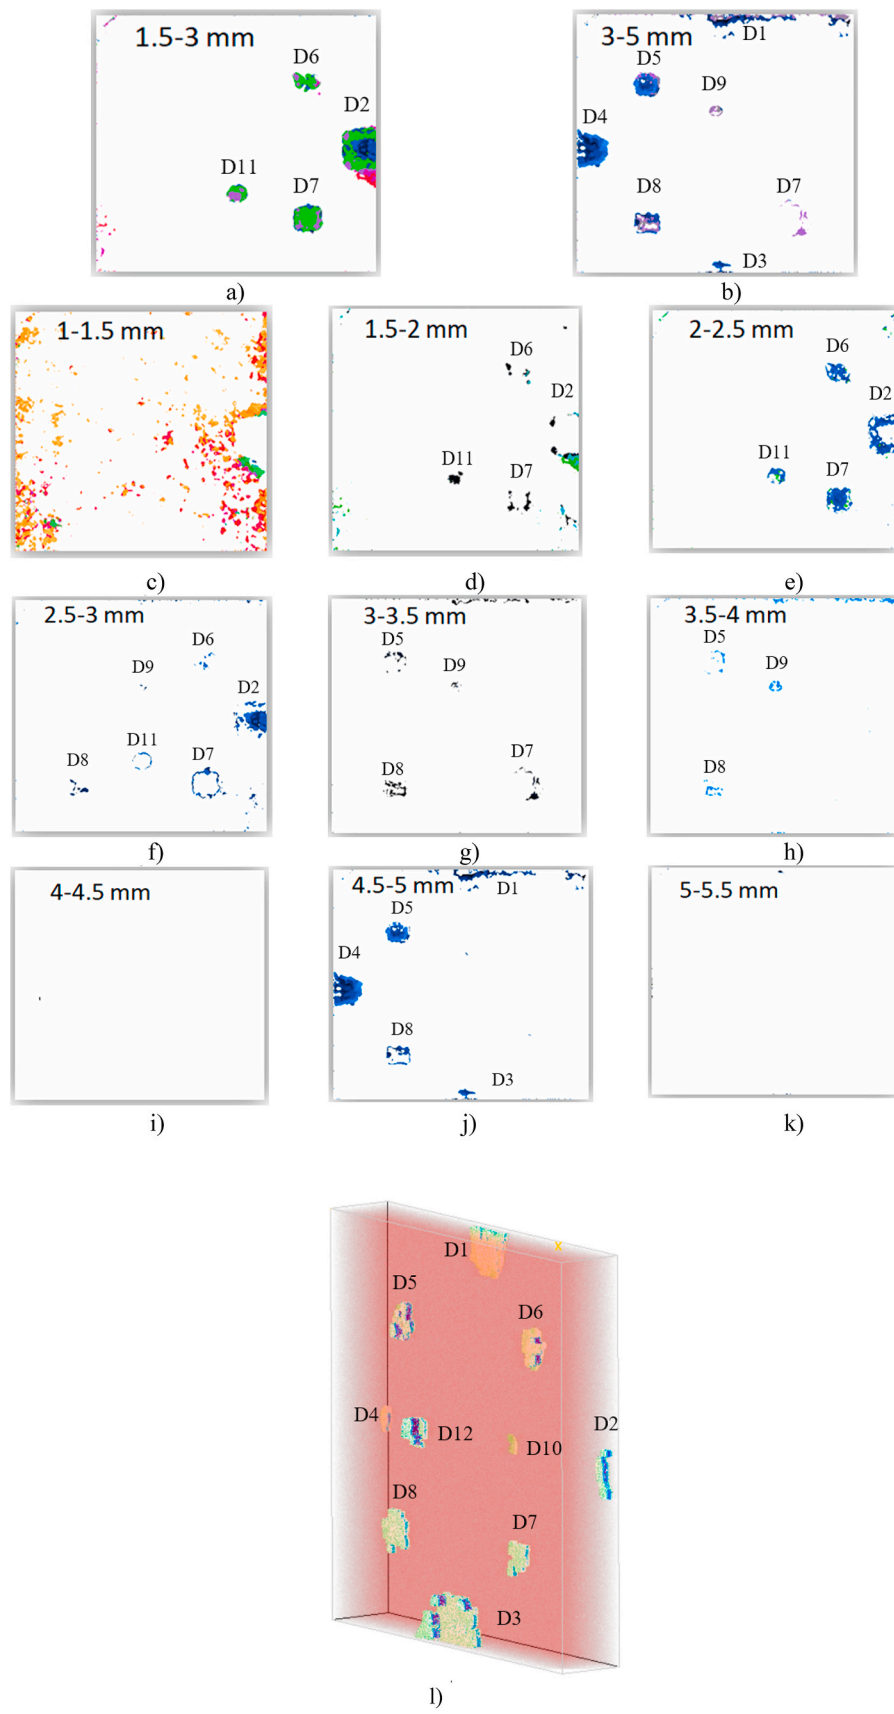 1.5-3 mm
D6
D2
D11
D7
a)
3-5 mm
D1
D5
D9
D4
D8
D7
D3
b)
1-1.5 mm
c)
1.5-2 mm
D6
D2
D11
D7
d)
2-2.5 mm
D6
D2
D11
D7
e)
2.5-3 mm
D6
D9
D2
D11
D7
D8
f)
3-3.5 mm
D5
D9
D7
D8
g)
3.5-4 mm
D5
D9
D8
h)
4-4.5 mm
i)
4.5-5 mm
D1
D5
D4
D8
D3
j)
5-5.5 mm
k)
D1
X
D5
D6
D4
D12
D10
D2
D8
D7
D3
l)